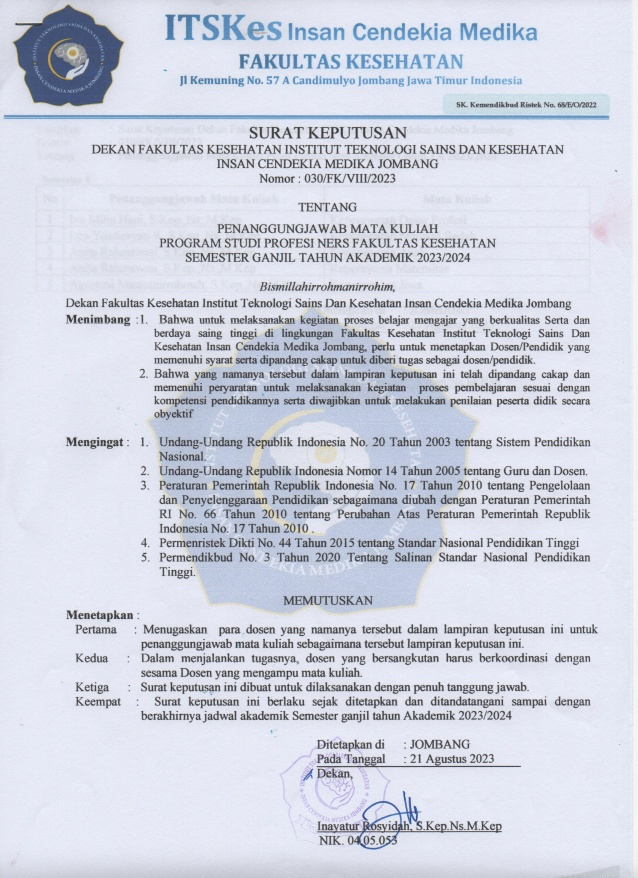 ITSKes Insan Cendekia Medika
FAKULTAS KESEHATAN
Jl Kemuning No. 57 A Candimulyo Jombang Jawa Timur Indonesia
SK. Kemendikbud Ristek No. 68/E/O/2022
SURAT KEPUTUSAN
DEKAN FAKULTAS KESEHATAN INSTITUT TEKNOLOGI SAINS DAN KESEHATAN
INSAN CENDEKIA MEDIKA JOMBANG
Nomor : 030/FK/VIII/2023
TENTANG
PENANGGUNGJAWAB MATA KULIAH
PROGRAM STUDI PROFESI NERS FAKULTAS KESEHATAN
SEMESTER GANJIL TAHUN AKADEMIK 2023/2024
Bismillahirrohmanirrohim,
Dekan Fakultas Kesehatan Institut Teknologi Sains Dan Kesehatan Insan Cendekia Medika Jombang
Menimbang : 1. Bahwa untuk melaksanakan kegiatan proses belajar mengajar yang berkualitas Serta dan
berdaya saing tinggi di lingkungan Fakultas Kesehatan Institut Teknologi Sains Dan
Kesehatan Insan Cendekia Medika Jombang, perlu untuk menetapkan Dosen/Pendidik yang
memenuhi syarat serta dipandang cakap untuk diberi tugas sebagai dosen/pendidik.
2. Bahwa yang namanya tersebut dalam lampiran keputusan ini telah dipandang cakap dan
memenuhi peryaratan untuk melaksanakan kegiatan proses pembelajaran sesuai dengan
kompetensi pendidikannya serta diwajibkan untuk melakukan penilaian peserta didik secara
obyektif
Mengingat : 1. Undang-Undang Republik Indonesia No. 20 Tahun 2003 tentang Sistem Pendidikan
Nasional.
2. Undang-Undang Republik Indonesia Nomor 14 Tahun 2005 tentang Guru dan Dosen.
3. Peraturan Pemerintah Republik Indonesia No. 17 Tahun 2010 tentang Pengelolaan
dan Penyelenggaraan Pendidikan sebagaimana diubah dengan Peraturan Pemerintah
RI No. 66 Tahun 2010 tentang Perubahan Atas Peraturan Pemerintah Republik
Indonesia No. 17 Tahun 2010 .
4. Permenristek Dikti No. 44 Tahun 2015 tentang Standar Nasional Pendidikan Tinggi
5. Permendikbud No. 3 Tahun 2020 Tentang Salinan Standar Nasional Pendidikan
Tinggi.
MEMUTUSKAN
Menetapkan :
Pertama : Menugaskan para dosen yang namanya tersebut dalam lampiran keputusan ini untuk
penanggungjawab mata kuliah sebagaimana tersebut lampiran keputusan ini.
Kedua : Dalam menjalankan tugasnya, dosen yang bersangkutan harus berkoordinasi dengan
sesama Dosen yang mengampu mata kuliah.
Ketiga : Surat keputusan ini dibuat untuk dilaksanakan dengan penuh tanggung jawab.
Keempat : Surat keputusan ini berlaku sejak ditetapkan dan ditandatangani sampai dengan
berakhirnya jadwal akademik Semester ganjil tahun Akademik 2023/2024
Ditetapkan di : JOMBANG
Pada Tanggal : 21 Agustus 2023
Dekan,
Inayatur Rosyidah, S.Kep.Ns.M.Kep
NIK. 04.05.053